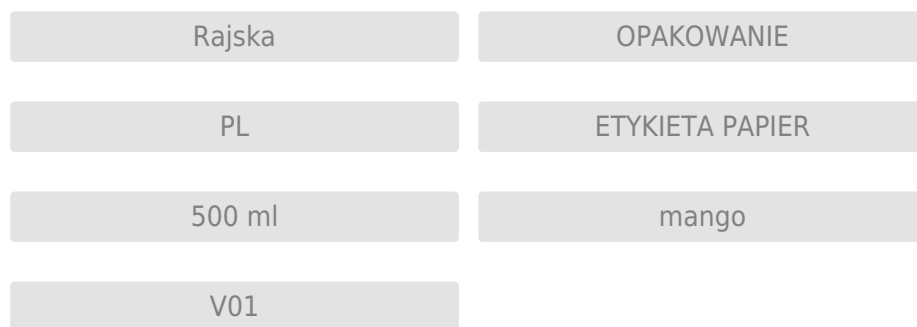 Rajska
OPAKOWANIE
PL
ETYKIETA PAPIER
500 ml
mango
V01